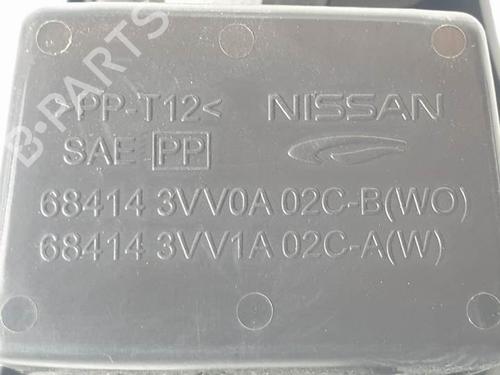 B-PARTS
>PP-T12< NISSAN
SAE PP
68414 3VV0A 02C-B(WO)
68414 3VV1A 02C-A(W)